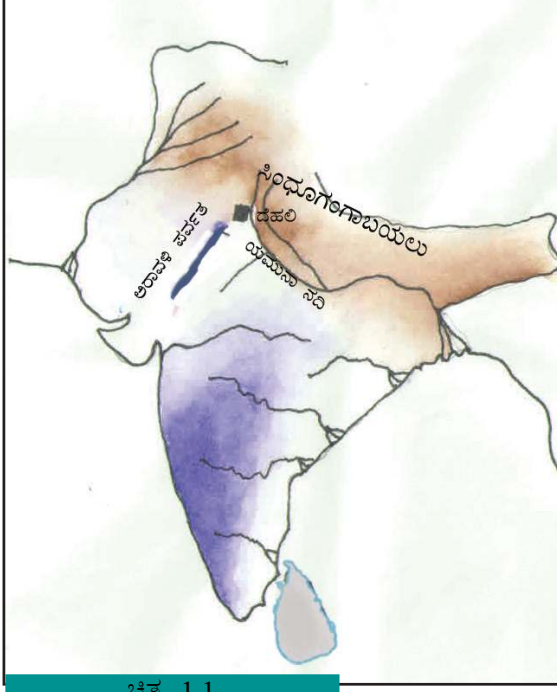 ಸಿಂಧೂಗಂಗಾಬಯಲು
ದೆಹಲಿ
ಅರಾವಳಿ ಪರ್ವತ
ಯಮುನಾ ನದಿ
ಚಿತ್ರ 1.1